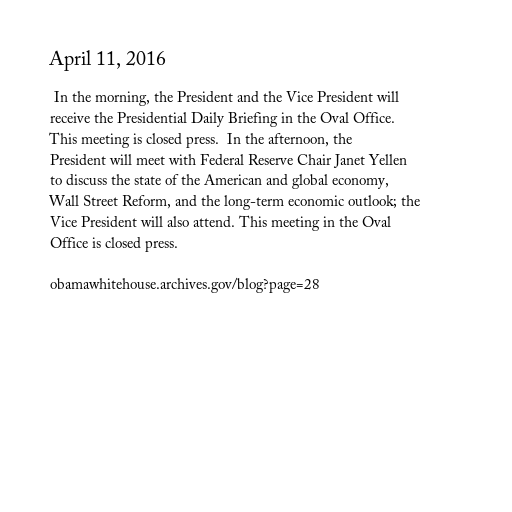 April 11, 2016
In the morning, the President and the Vice President will
receive the Presidential Daily Briefing in the Oval Office.
This meeting is closed press.  In the afternoon, the
President will meet with Federal Reserve Chair Janet Yellen
to discuss the state of the American and global economy,
Wall Street Reform, and the long-term economic outlook; the
Vice President will also attend. This meeting in the Oval
Office is closed press.
obamawhitehouse.archives.gov/blog?page=28